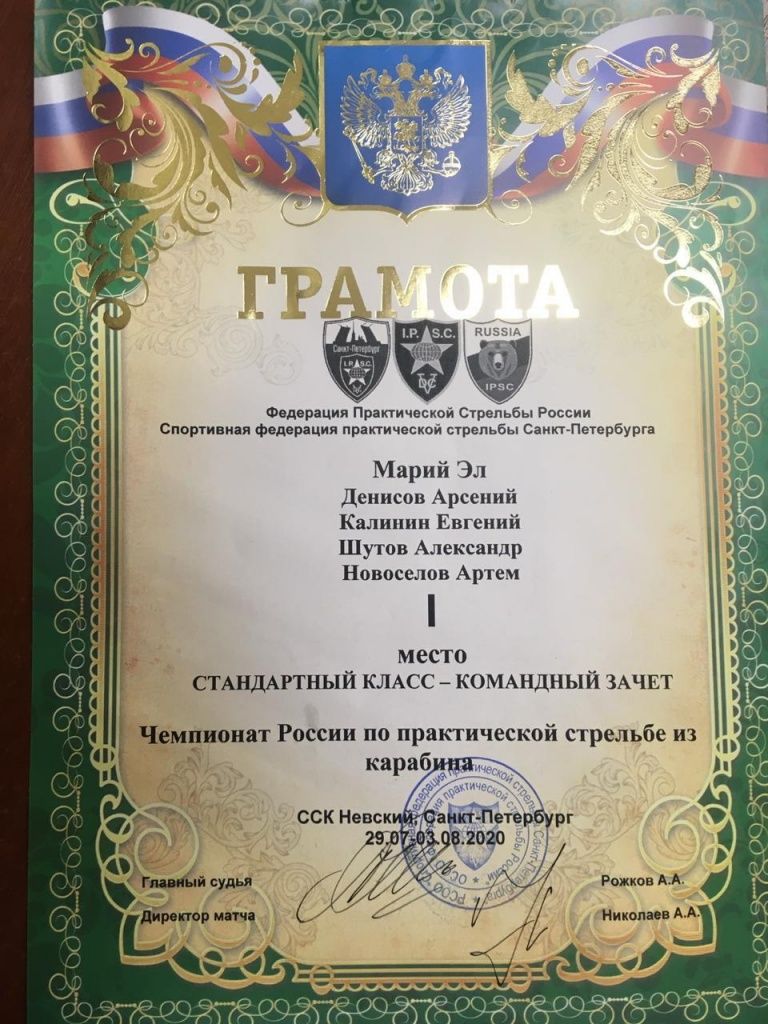 ГРАМОТА
Санкт-Петербург
I.P.S.C.
I.P. S.C.
DVC
RUSSIA
IPSC
Федерация Практической Стрельбы России
Спортивная федерация практической стрельбы Санкт-Петербурга
Марий Эл
Денисов Арсений
Калинин Евгений
Шутов Александр
Новоселов Артем
I
место
СТАНДАРТНЫЙ КЛАСС – КОМАНДНЫЙ ЗАЧЕТ
Чемпионат России по практической стрельбе из
карабина
ССК Невский, Санкт-Петербург
29.07-03.08.2020
Главный судья
Рожков А.А.
Директор матча
Николаев А.А.